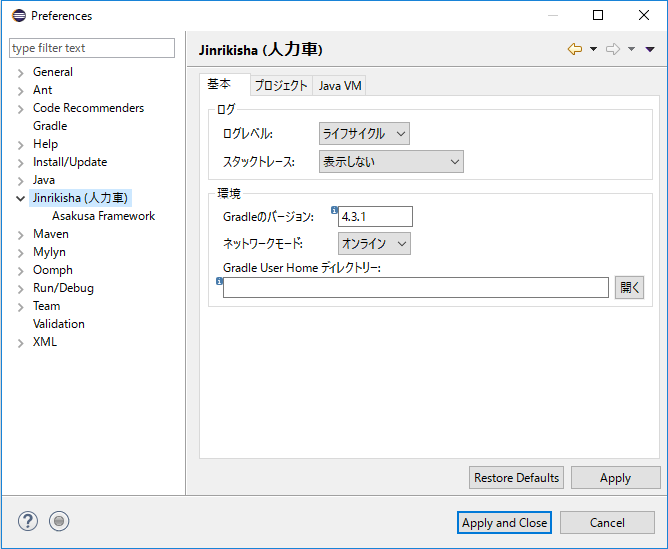 Preferences
type filter text
General
Ant
Code Recommenders
Gradle
Help
Install/Update
Java
Jinrikisha (人力車)
Asakusa Framework
Maven
Mylyn
Oomph
Run/Debug
Team
Validation
XML
Jinrikisha (人力車)
基本 プロジェクト Java VM
ログ
ログレベル: ライフサイクル
スタックトレース: 表示しない
環境
Gradleのバージョン: 4.3.1
ネットワークモード: オンライン
Gradle User Home ディレクトリー:
開く
Restore Defaults Apply
Apply and Close Cancel